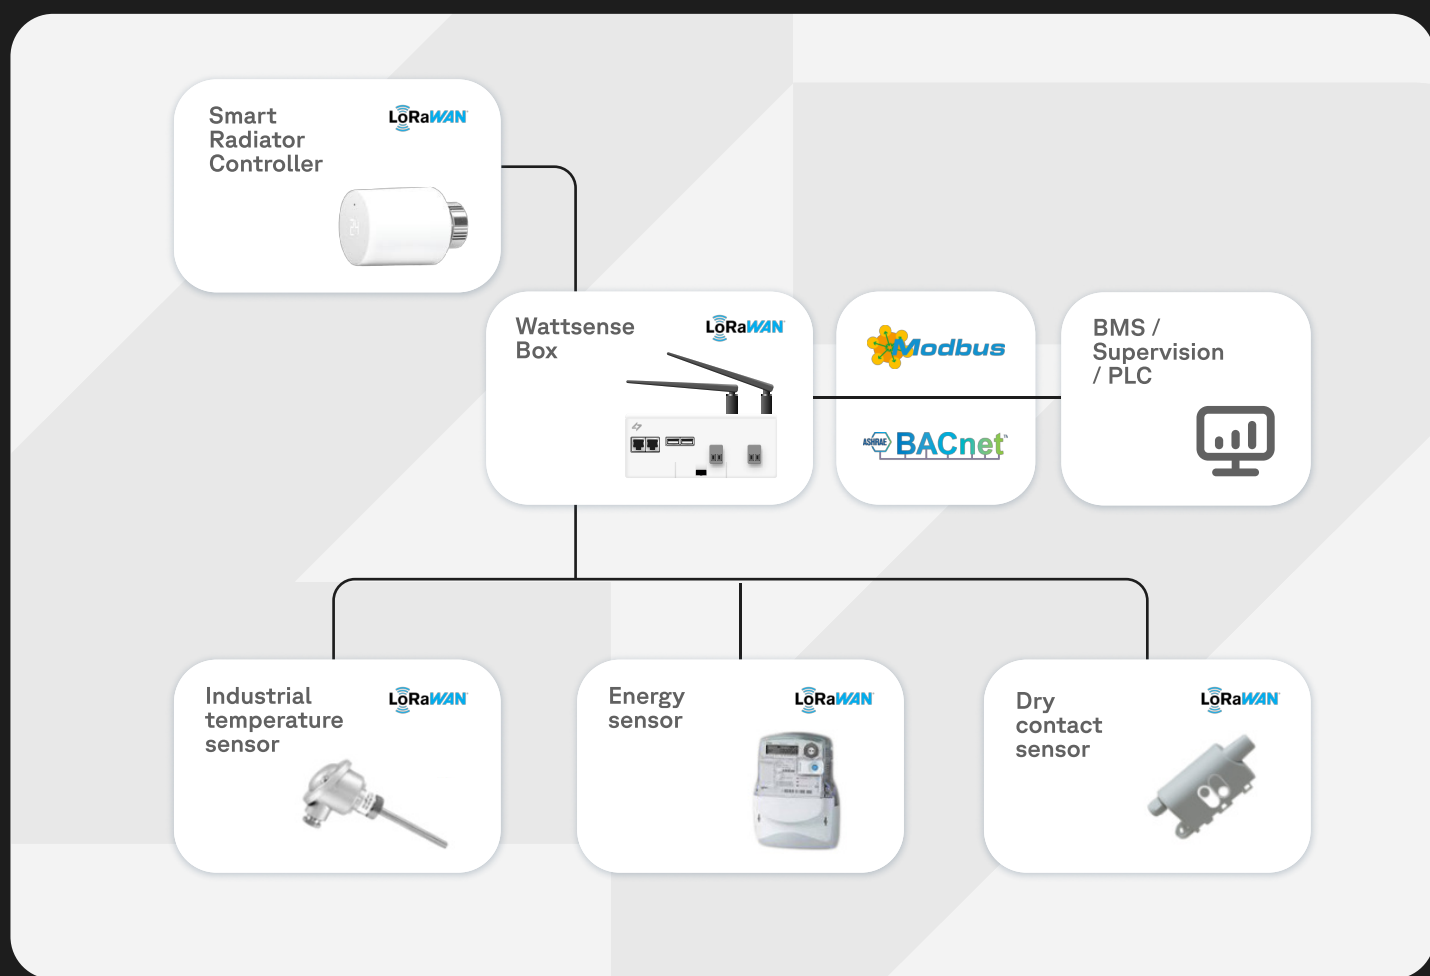 Smart
Radiator
Controller
LoRaWAN
Wattsense
Box
LoRaWAN
Modbus
ASHRAE BACnet
BMS /
Supervision
/ PLC
Industrial
temperature
sensor
LoRaWAN
Energy
sensor
LoRaWAN
Dry
contact
sensor
LoRaWAN